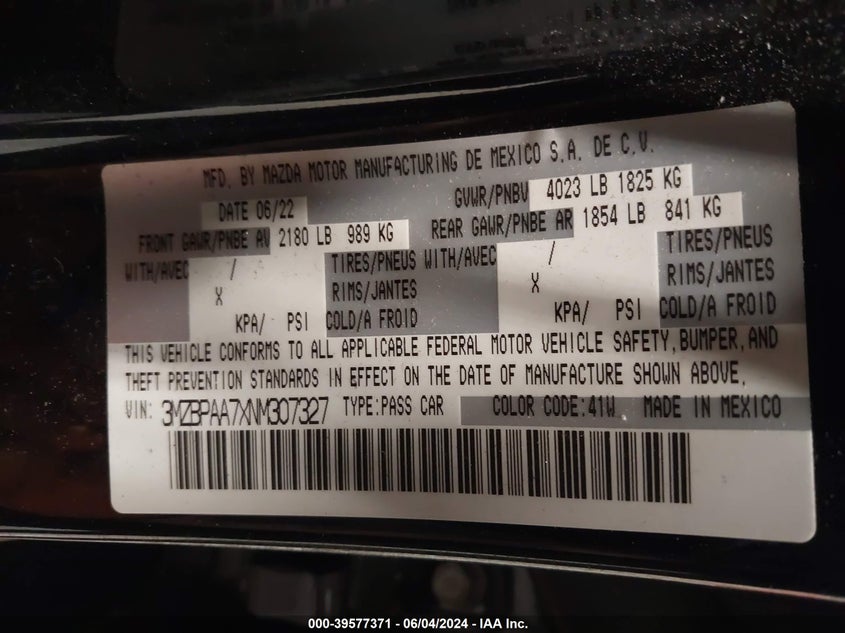 MFD. BY MAZDA MOTOR MANUFACTURING DE MEXICO S.A. DE C.V.
DATE 06/22 GVWR/PNBV 4023 LB 1825 KG
FRONT GAWR/PNBE AV 2180 LB 989 KG REAR GAWR/PNBE AR 1854 LB 841 KG
WITH/AVEC / TIRES/PNEUS WITH/AVEC / TIRES/PNEUS
X RIMS/JANTES X RIMS/JANTES
KPA/ PSI COLD/A FROID KPA/ PSI COLD/A FROID
THIS VEHICLE CONFORMS TO ALL APPLICABLE FEDERAL MOTOR VEHICLE SAFETY, BUMPER, AND
THEFT PREVENTION STANDARDS IN EFFECT ON THE DATE OF MANUFACTURE SHOWN ABOVE.
VIN: 3MZBPAA7XNM307327 TYPE:PASS CAR COLOR CODE:41W MADE IN MEXICO
000-39577371 - 06/04/2024 - IAA Inc.